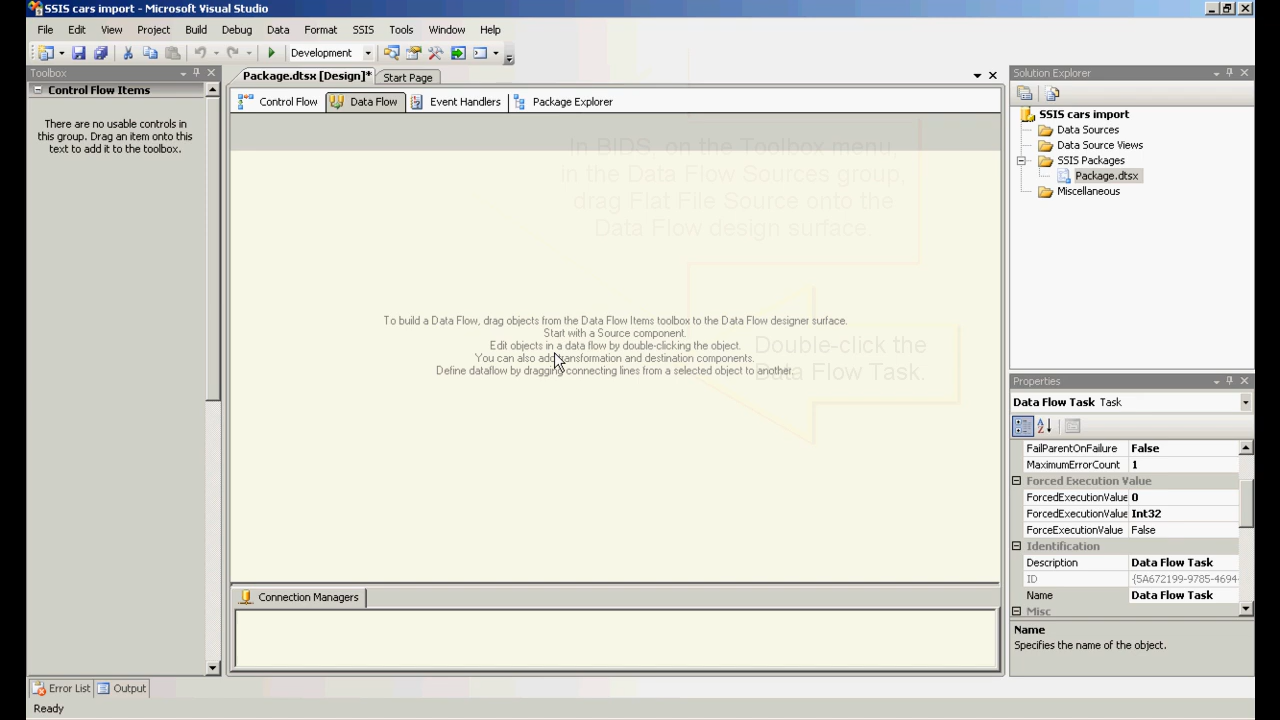 SSIS cars import - Microsoft Visual Studio
File Edit View Project Build Debug Data Format SSIS Tools Window Help
Development
Toolbox
Control Flow Items
There are no usable controls in
this group. Drag an item onto this
text to add it to the toolbox.
Package.dtsx [Design]* Start Page
Control Flow Data Flow Event Handlers Package Explorer
In BIDS, on the Toolbox menu,
in the Data Flow Sources group,
drag Flat File Source onto the
Data Flow design surface.
To build a Data Flow, drag objects from the Data Flow Items toolbox to the Data Flow designer surface.
Start with a Source component.
Edit objects in a data flow by double-clicking the object.
You can also add transformation and destination components.
Define dataflow by dragging connecting lines from a selected object to another.
Double-click the
Data Flow Task.
Connection Managers
Solution Explorer
SSIS cars import
Data Sources
Data Source Views
SSIS Packages
Package.dtsx
Miscellaneous
Properties
Data Flow Task Task
FailParentOnFailure False
MaximumErrorCount 1
Forced Execution Value
ForcedExecutionValue 0
ForcedExecutionValue Int32
ForceExecutionValue False
Identification
Description Data Flow Task
ID {5A672199-9785-4694-
Name Data Flow Task
Misc
Name
Specifies the name of the object.
Error List Output
Ready